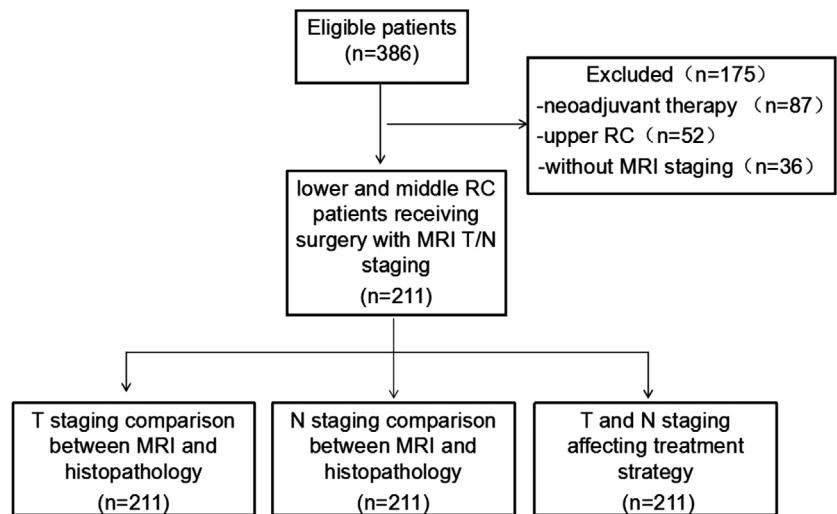 Eligible patients
(n=386)
Excluded（n=175）
-neoadjuvant therapy（n=87）
-upper RC（n=52）
-without MRI staging（n=36）
lower and middle RC
patients receiving
surgery with MRI T/N
staging
(n=211)
T staging comparison
between MRI and
histopathology
(n=211)
N staging comparison
between MRI and
histopathology
(n=211)
T and N staging
affecting treatment
strategy
(n=211)